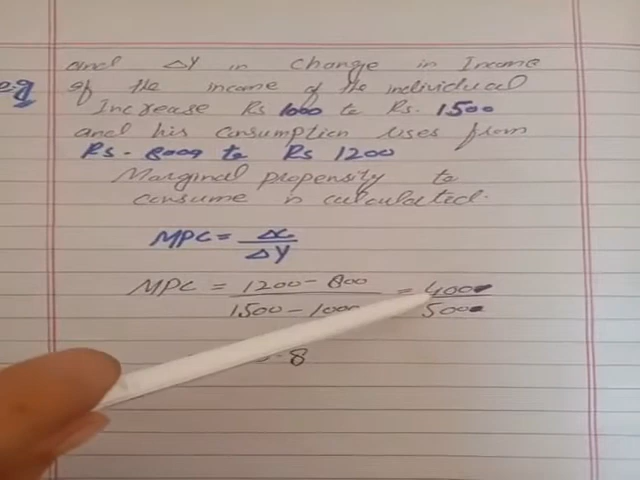 and ΔY in change in Income
e.g of the income of the individual
Increase Rs 1000 to Rs. 1500
and his consumption rises from
Rs - 800 to Rs 1200
Marginal propensity to
consume is calculated.
MPC = ΔC / ΔY
MPC = 1200 - 800 / 1500 - 1000 = 400 / 500
.8